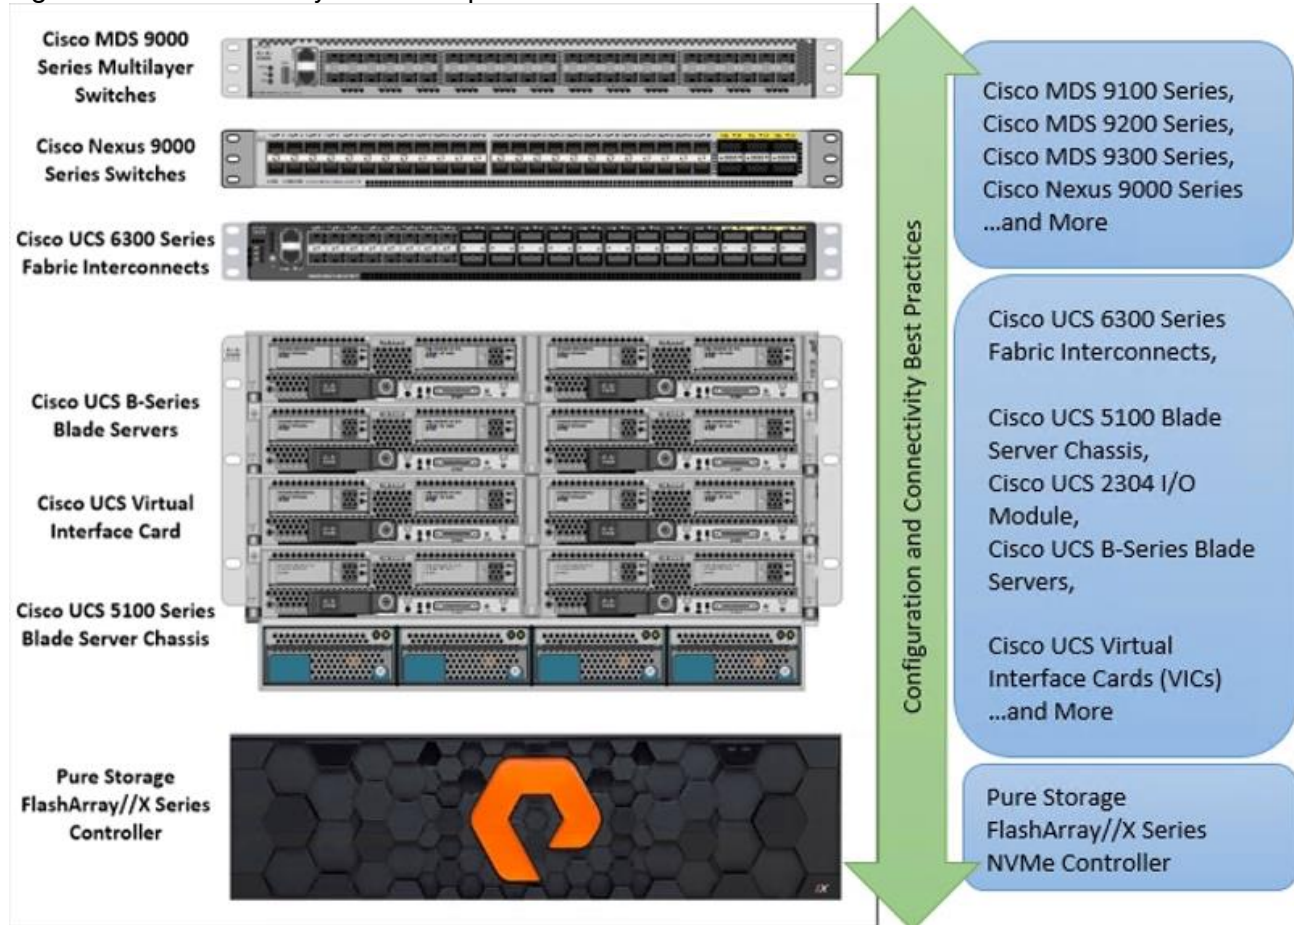 Cisco MDS 9000
Series Multilayer
Switches
Cisco Nexus 9000
Series Switches
Cisco UCS 6300 Series
Fabric Interconnects
Cisco UCS B-Series
Blade Servers
Cisco UCS Virtual
Interface Card
Cisco UCS 5100 Series
Blade Server Chassis
Pure Storage
FlashArray//X Series
Controller
//X
Configuration and Connectivity Best Practices
Cisco MDS 9100 Series,
Cisco MDS 9200 Series,
Cisco MDS 9300 Series,
Cisco Nexus 9000 Series
...and More
Cisco UCS 6300 Series
Fabric Interconnects,
Cisco UCS 5100 Blade
Server Chassis,
Cisco UCS 2304 I/O
Module,
Cisco UCS B-Series Blade
Servers,
Cisco UCS Virtual
Interface Cards (VICs)
...and More
Pure Storage
FlashArray//X Series
NVMe Controller